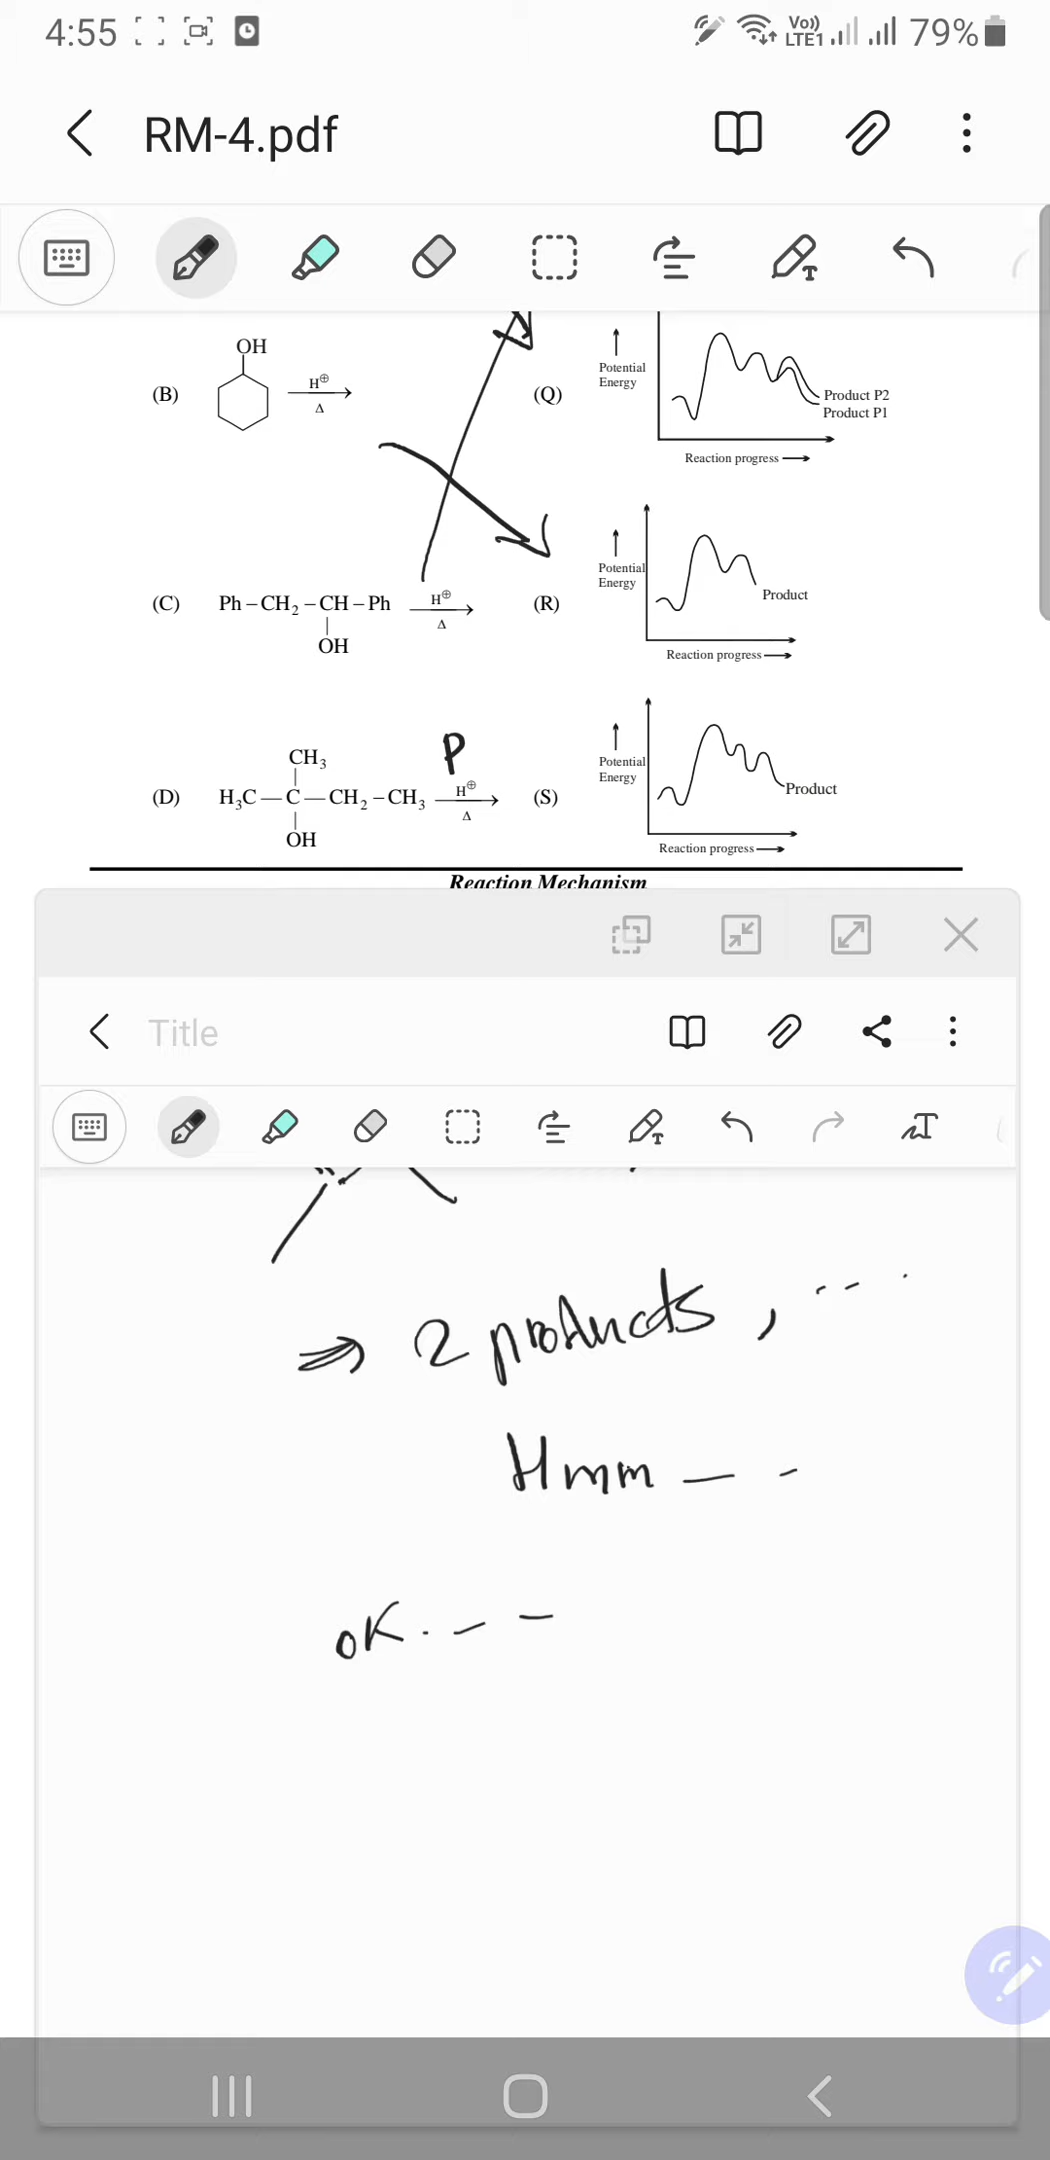 4:55 Vo)) LTE1 79%
RM-4.pdf
T
OH
(B) H⊕ Δ (Q) Potential Energy Product P2
Product P1
Reaction progress
(C) Ph – CH2 – CH – Ph H⊕ Δ (R) Potential Energy Product
OH
Reaction progress
P
CH3
(D) H3C — C — CH2 – CH3 H⊕ Δ (S) Potential Energy Product
OH
Reaction progress
Reaction Mechanism
Title
T T
⇒ 2 products , -- .
Hmm — -
OK. - –